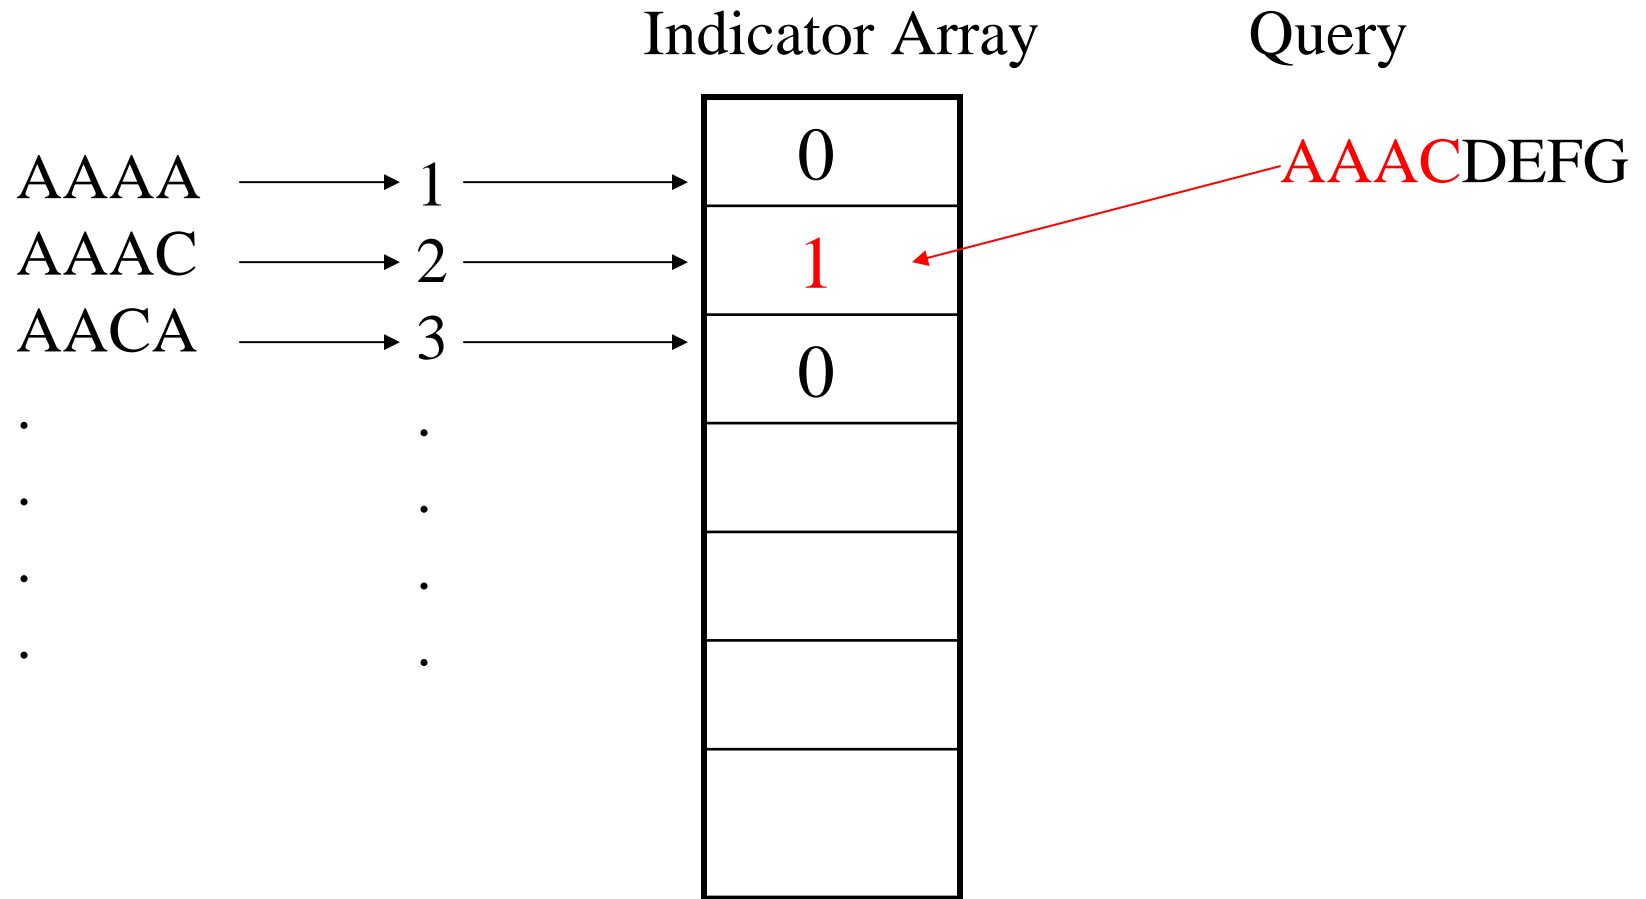 Indicator Array Query
0 AAACDEFG
AAAA 1
AAAC 2 1
AACA 3
0
. .
. .
. .
. .